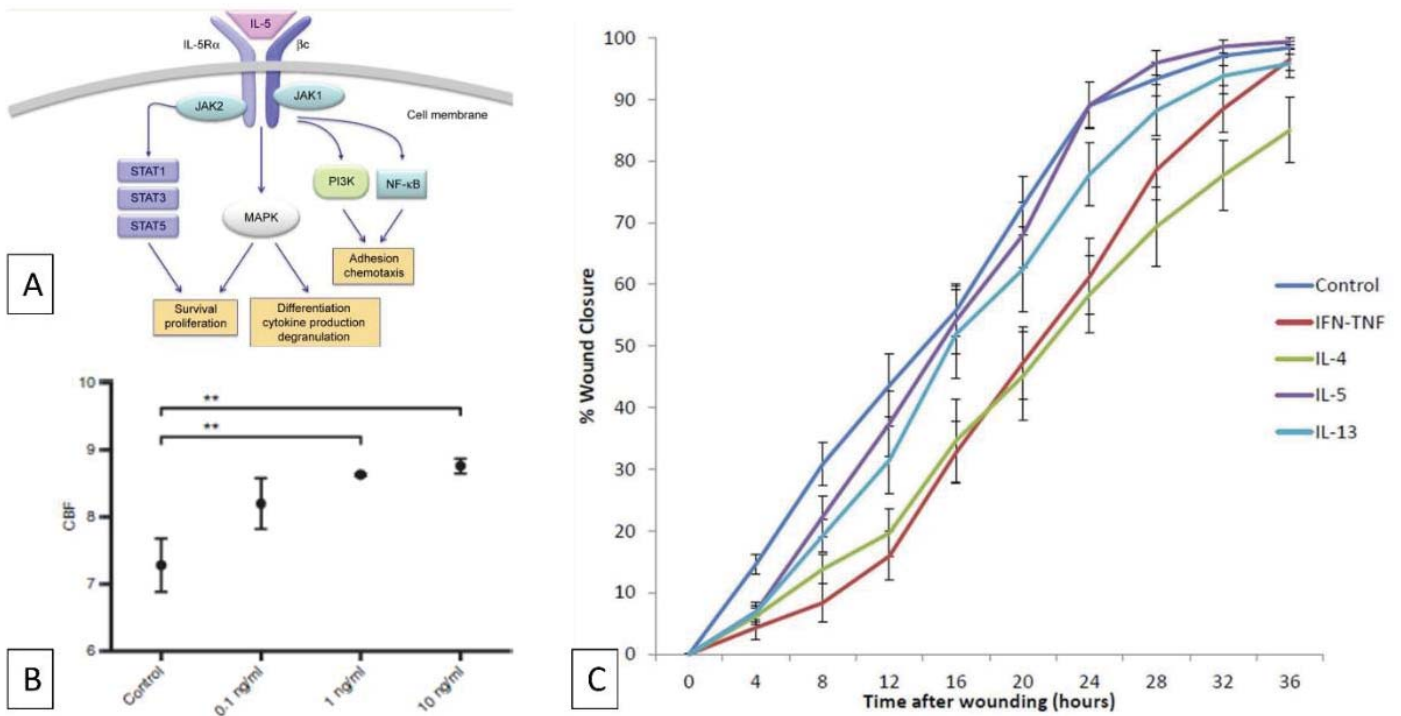 IL-5
IL-5Rα
βc
JAK2
JAK1
Cell membrane
STAT1
STAT3
STAT5
MAPK
PI3K
NF-κB
Adhesion
chemotaxis
Survival
proliferation
Differentiation
cytokine production
degranulation
A
10
9
8
7
6
CBF
**
**
Control
0.1 ng/ml
1 ng/ml
10 ng/ml
B
100
90
80
70
60
50
40
30
20
10
0
% Wound Closure
0 4 8 12 16 20 24 28 32 36
Time after wounding (hours)
Control
IFN-TNF
IL-4
IL-5
IL-13
C